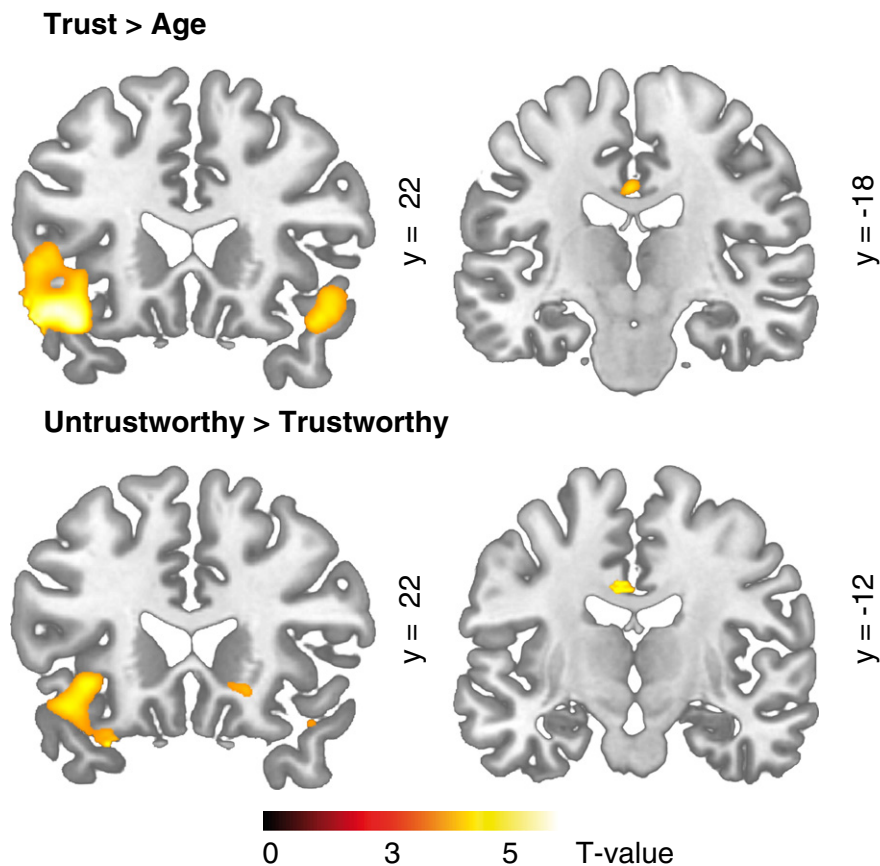 Trust > Age
y = 22
y = -18
Untrustworthy > Trustworthy
y = 22
y = -12
0 3 5 T-value